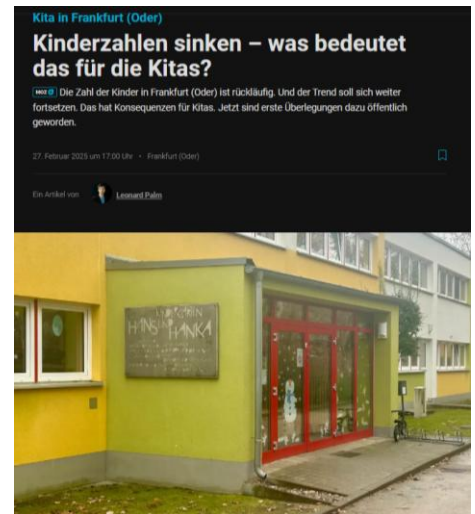 Kita in Frankfurt (Oder)
Kinderzahlen sinken – was bedeutet
das für die Kitas?
Die Zahl der Kinder in Frankfurt (Oder) ist rückläufig. Und der Trend soll sich weiter
fortsetzen. Das hat Konsequenzen für Kitas. Jetzt sind erste Überlegungen dazu öffentlich
geworden.
27. Februar 2025 um 17:00 Uhr • Frankfurt (Oder)
Ein Artikel von Leonard Palm
HANS UND HANKA